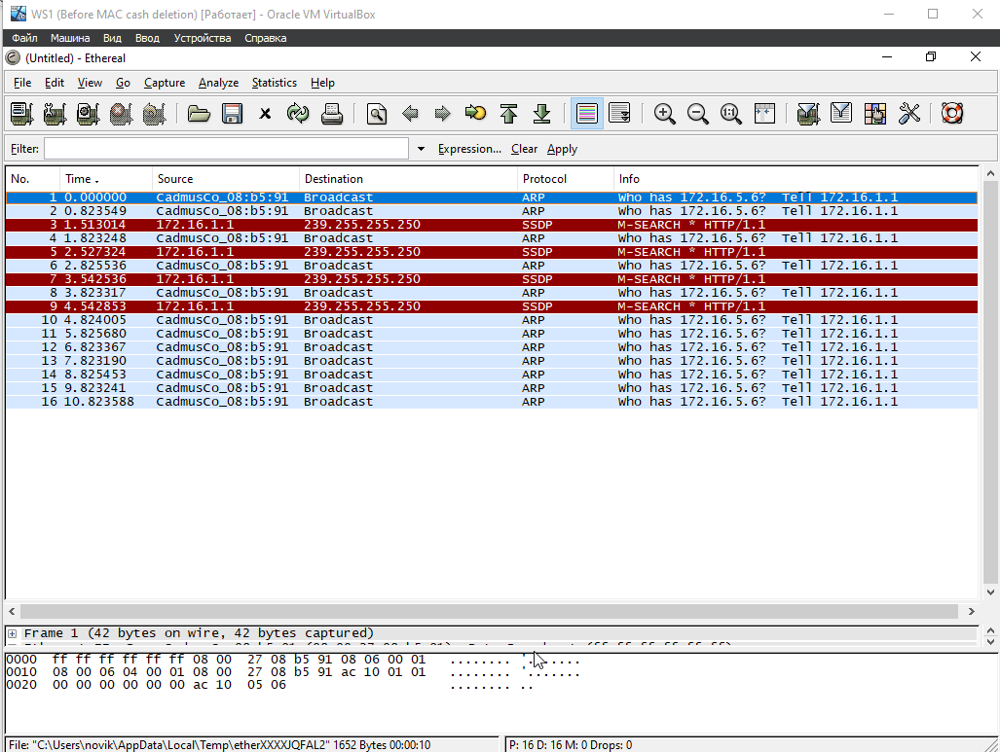 WS1 (Before MAC cash deletion) [Работает] - Oracle VM VirtualBox
Файл Машина Вид Ввод Устройства Справка
(Untitled) - Ethereal
File Edit View Go Capture Analyze Statistics Help
Filter: Expression... Clear Apply
No. Time . Source Destination Protocol Info
1 0.000000 CadmusCo_08:b5:91 Broadcast ARP Who has 172.16.5.6? Tell 172.16.1.1
2 0.823549 CadmusCo_08:b5:91 Broadcast ARP Who has 172.16.5.6? Tell 172.16.1.1
3 1.513014 172.16.1.1 239.255.255.250 SSDP M-SEARCH * HTTP/1.1
4 1.823248 CadmusCo_08:b5:91 Broadcast ARP Who has 172.16.5.6? Tell 172.16.1.1
5 2.527324 172.16.1.1 239.255.255.250 SSDP M-SEARCH * HTTP/1.1
6 2.825536 CadmusCo_08:b5:91 Broadcast ARP Who has 172.16.5.6? Tell 172.16.1.1
7 3.542536 172.16.1.1 239.255.255.250 SSDP M-SEARCH * HTTP/1.1
8 3.823317 CadmusCo_08:b5:91 Broadcast ARP Who has 172.16.5.6? Tell 172.16.1.1
9 4.542853 172.16.1.1 239.255.255.250 SSDP M-SEARCH * HTTP/1.1
10 4.824005 CadmusCo_08:b5:91 Broadcast ARP Who has 172.16.5.6? Tell 172.16.1.1
11 5.825680 CadmusCo_08:b5:91 Broadcast ARP Who has 172.16.5.6? Tell 172.16.1.1
12 6.823367 CadmusCo_08:b5:91 Broadcast ARP Who has 172.16.5.6? Tell 172.16.1.1
13 7.823190 CadmusCo_08:b5:91 Broadcast ARP Who has 172.16.5.6? Tell 172.16.1.1
14 8.825453 CadmusCo_08:b5:91 Broadcast ARP Who has 172.16.5.6? Tell 172.16.1.1
15 9.823241 CadmusCo_08:b5:91 Broadcast ARP Who has 172.16.5.6? Tell 172.16.1.1
16 10.823588 CadmusCo_08:b5:91 Broadcast ARP Who has 172.16.5.6? Tell 172.16.1.1
Frame 1 (42 bytes on wire, 42 bytes captured)
0000 ff ff ff ff ff ff 08 00 27 08 b5 91 08 06 00 01 ........ '.......
0010 08 00 06 04 00 01 08 00 27 08 b5 91 ac 10 01 01 ........ '.......
0020 00 00 00 00 00 00 ac 10 05 06 ........ ..
File: "C:\Users\novik\AppData\Local\Temp\etherXXXXJQFAL2" 1652 Bytes 00:00:10 P: 16 D: 16 M: 0 Drops: 0